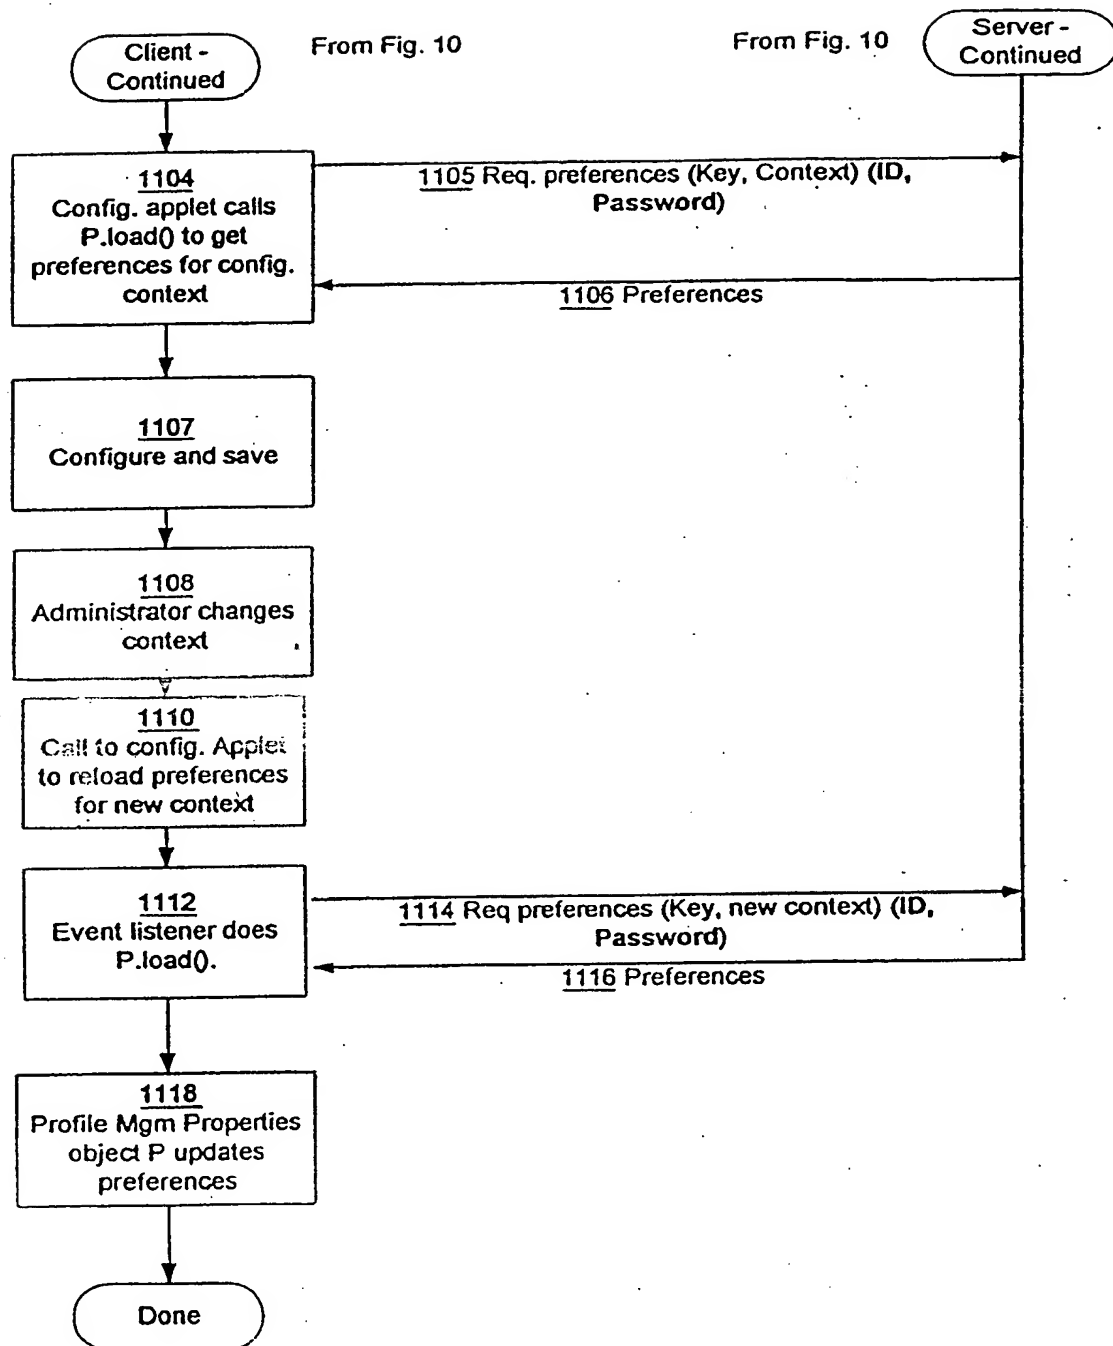 Client -
Continued
From Fig. 10
From Fig. 10
Server -
Continued
1104
Config. applet calls
P.load() to get
preferences for config.
context
1105 Req. preferences (Key, Context) (ID,
Password)
1106 Preferences
1107
Configure and save
1108
Administrator changes
context
1110
Call to config. Applet
to reload preferences
for new context
1112
Event listener does
P.load().
1114 Req preferences (Key, new context) (ID,
Password)
1116 Preferences
1118
Profile Mgm Properties
object P updates
preferences
Done